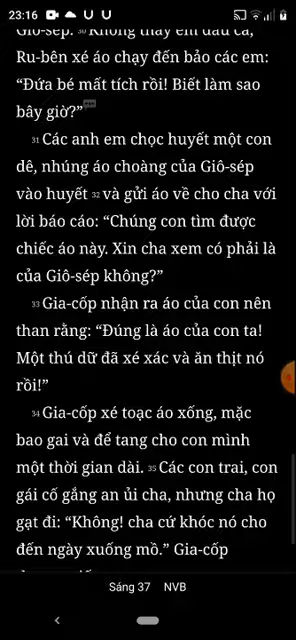 23:16
Giô-sép. 30 Không thấy em đâu cả,
Ru-bên xé áo chạy đến bảo các em:
“Đứa bé mất tích rồi! Biết làm sao
bây giờ?”
31 Các anh em chọc huyết một con
dê, nhúng áo choàng của Giô-sép
vào huyết 32 và gửi áo về cho cha với
lời báo cáo: “Chúng con tìm được
chiếc áo này. Xin cha xem có phải là
của Giô-sép không?”
33 Gia-cốp nhận ra áo của con nên
than rằng: “Đúng là áo của con ta!
Một thú dữ đã xé xác và ăn thịt nó
rồi!”
34 Gia-cốp xé toạc áo xống, mặc
bao gai và để tang cho con mình
một thời gian dài. 35 Các con trai, con
gái cố gắng an ủi cha, nhưng cha họ
gạt đi: “Không! cha cứ khóc nó cho
đến ngày xuống mồ.” Gia-cốp
Sáng 37 NVB